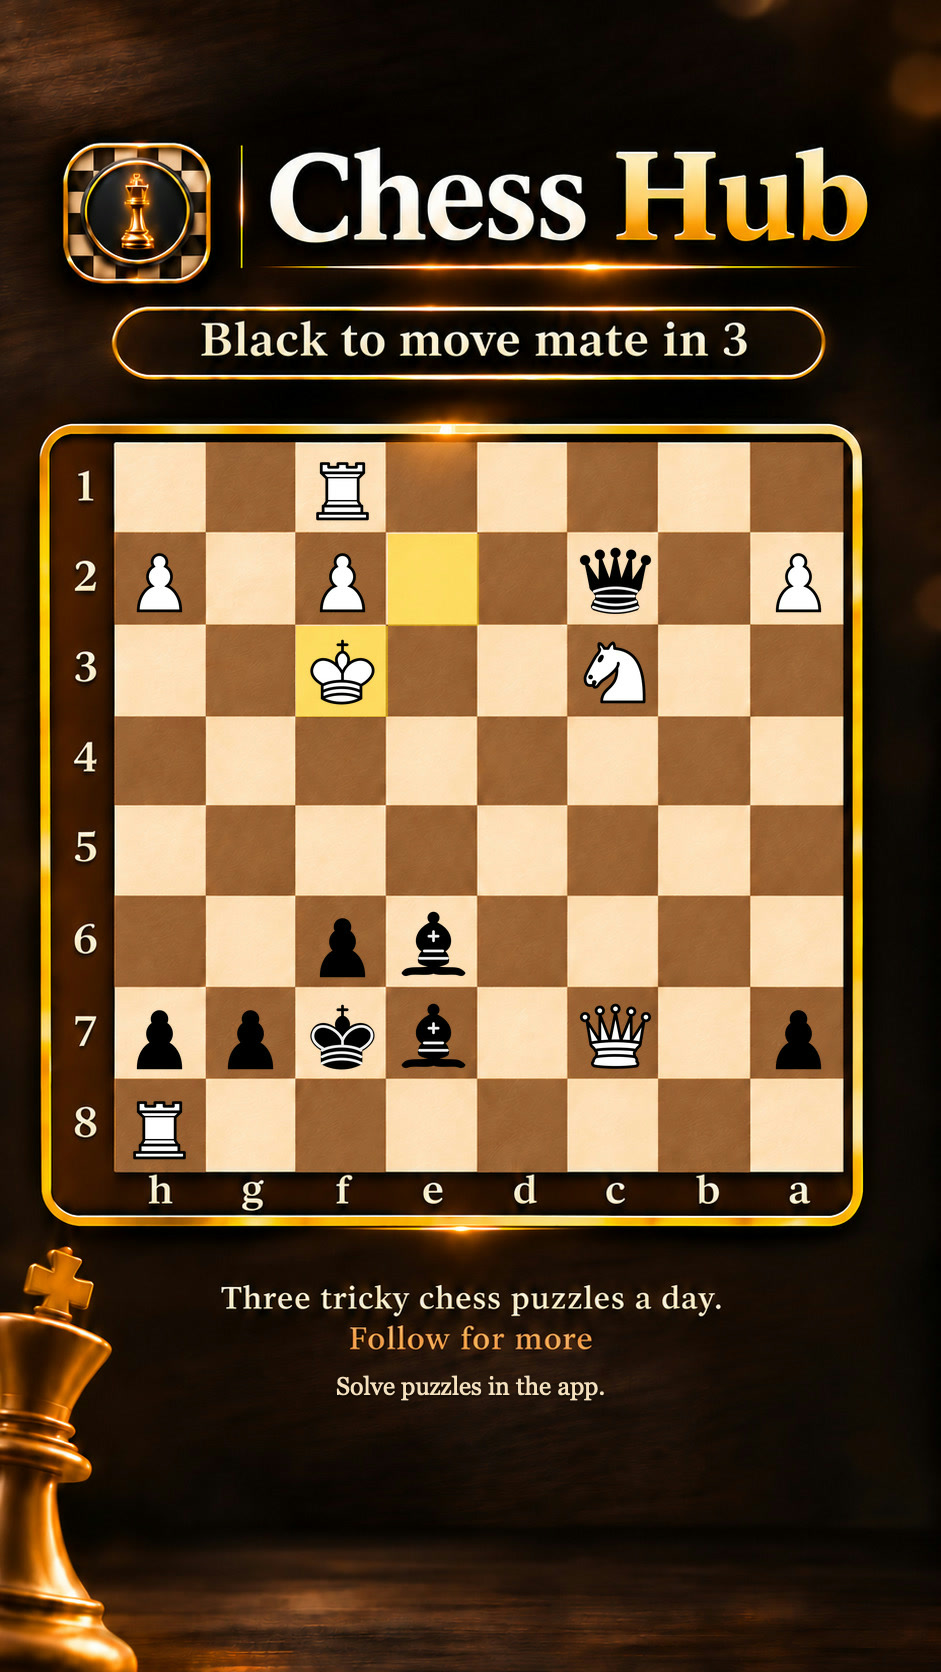 Chess Hub
Black to move mate in 3
1
2
3
4
5
6
7
8
h g f e d c b a
Three tricky chess puzzles a day.
Follow for more
Solve puzzles in the app.